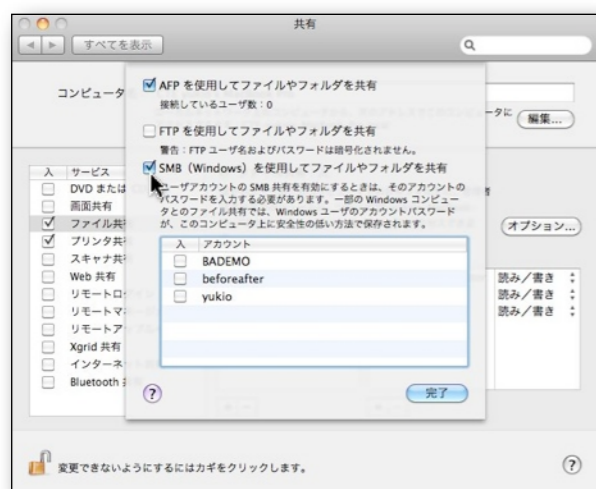 共有
すべてを表示
コンピュータ
編集...
AFP を使用してファイルやフォルダを共有
接続しているユーザ数：0
FTP を使用してファイルやフォルダを共有
警告：FTP ユーザ名およびパスワードは暗号化されません。
SMB（Windows）を使用してファイルやフォルダを共有
ユーザアカウントの SMB 共有を有効にするときは、そのアカウントの
パスワードを入力する必要があります。一部の Windows コンピュー
タとのファイル共有では、Windows ユーザのアカウントパスワード
が、このコンピュータ上に安全性の低い方法で保存されます。
入 アカウント
BADEMO
beforeafter
yukio
完了
入 サービス
DVD または
画面共有
ファイル共有
プリンタ共有
スキャナ共有
Web 共有
リモートロ
リモートマ
リモートア
Xgrid 共有
インターネ
Bluetooth
オプション...
読み／書き
読み／書き
読み／書き
変更できないようにするにはカギをクリックします。